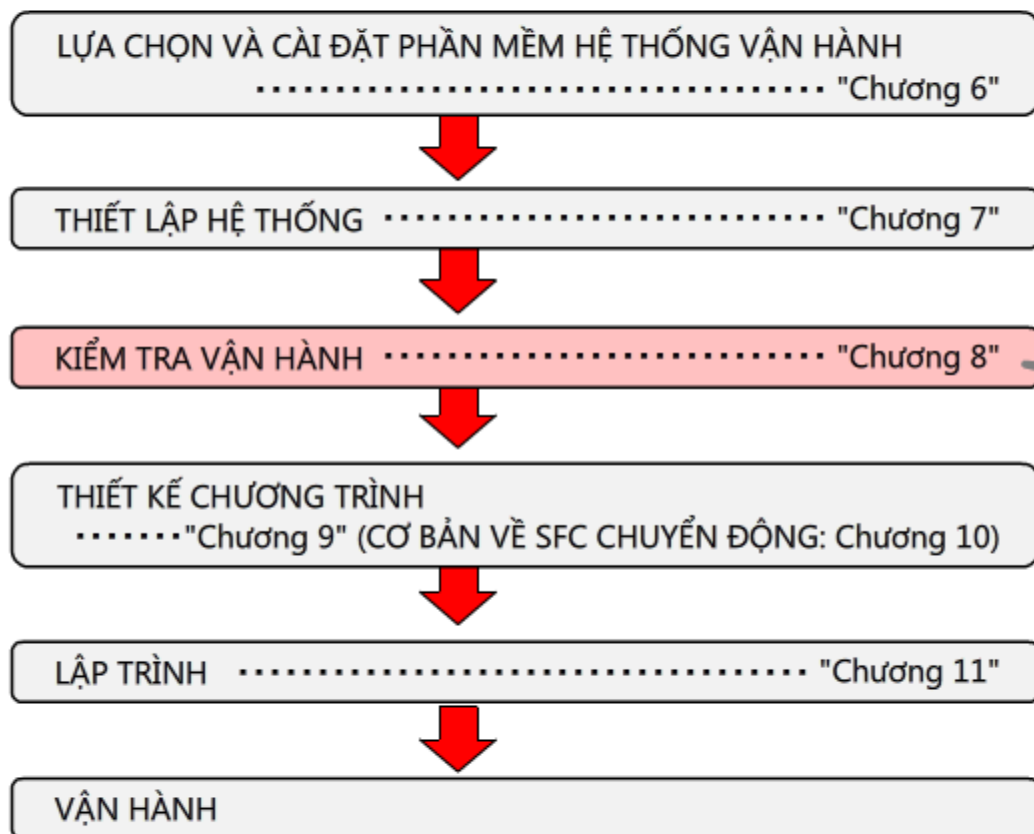 LỰA CHỌN VÀ CÀI ĐẶT PHẦN MỀM HỆ THỐNG VẬN HÀNH
···································· "Chương 6"
THIẾT LẬP HỆ THỐNG ···························· "Chương 7"
KIỂM TRA VẬN HÀNH ···························· "Chương 8"
THIẾT KẾ CHƯƠNG TRÌNH
·······"Chương 9" (CƠ BẢN VỀ SFC CHUYỂN ĐỘNG: Chương 10)
LẬP TRÌNH ···································· "Chương 11"
VẬN HÀNH